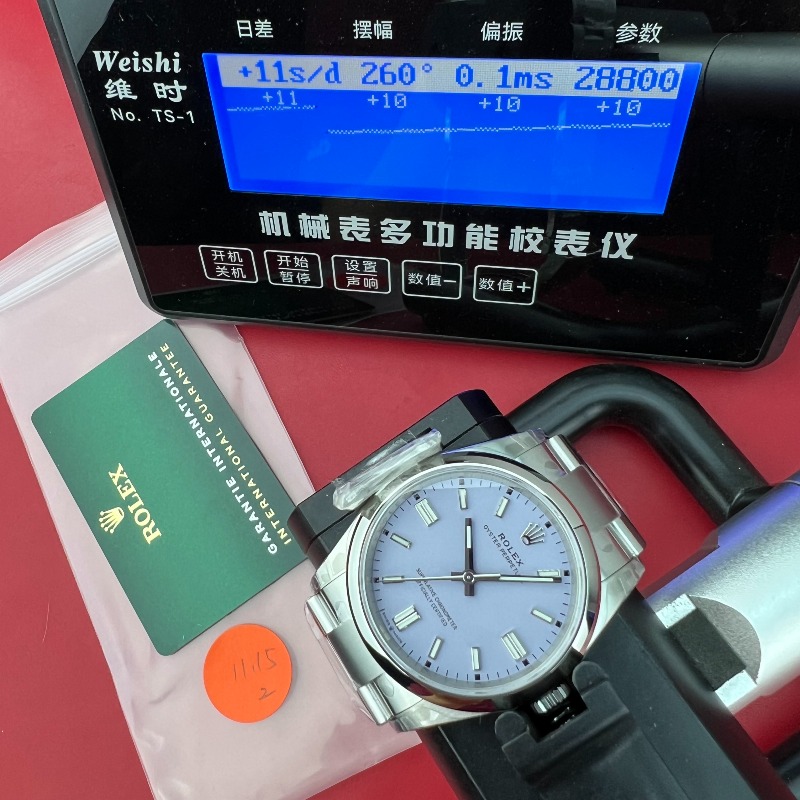 日差 摆幅 偏振 参数
Weishi
维时
No. TS-1
+11s/d 260° 0.1ms 28800
+11 +10 +10 +10
机械表多功能校表仪
开机
关机
开始
暂停
设置
声响
数值－
数值＋
GARANTIE INTERNATIONALE
INTERNATIONAL GUARANTEE
ROLEX
11.15
2
ROLEX
OYSTER PERPETUAL
SUPERLATIVE CHRONOMETER
OFFICIALLY CERTIFIED